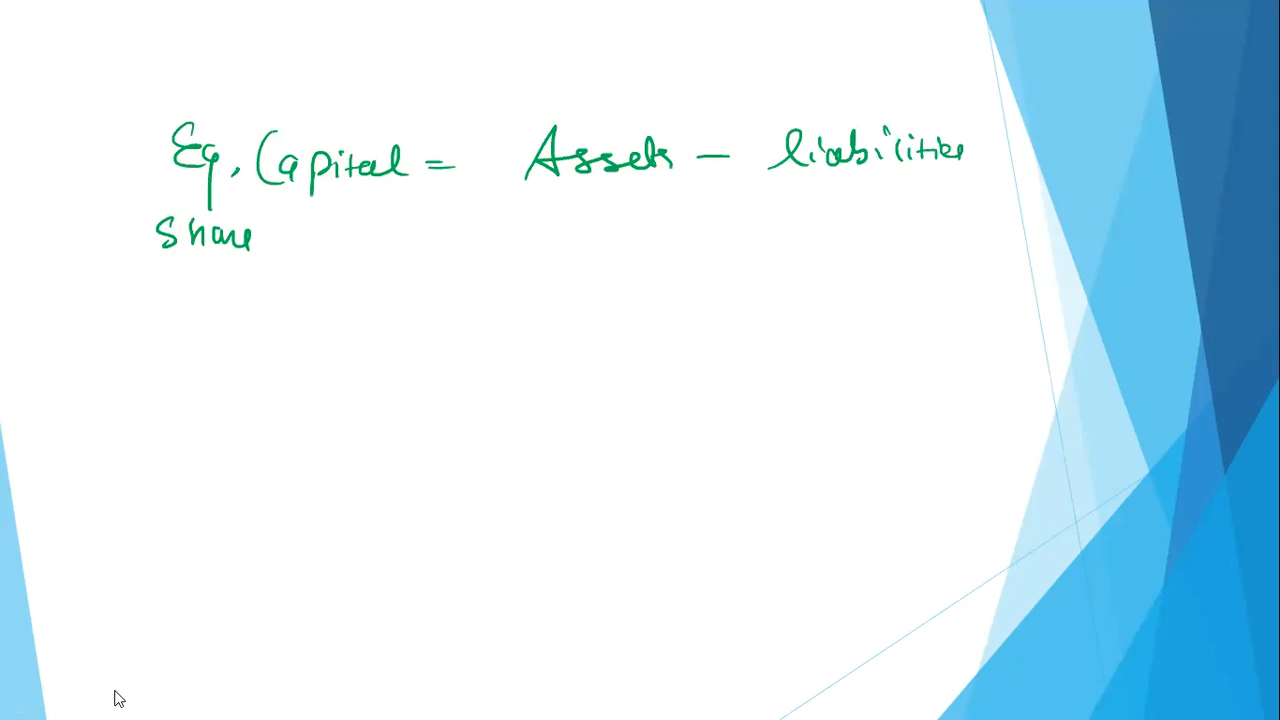 Eq. Capital = Assets - liabilities
Share